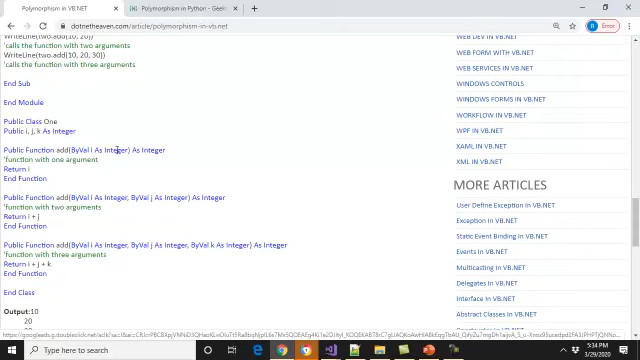 Polymorphism in VB.NET
Polymorphism in Python - Geek
dotnetheaven.com/article/polymorphism-in-vb.net
Error
WriteLine(two.add(10, 20))
'calls the function with two arguments
WriteLine(two.add(10, 20, 30))
'calls the function with three arguments
End Sub
End Module
Public Class One
Public i, j, k As Integer
Public Function add(ByVal i As Integer) As Integer
'function with one argument
Return i
End Function
Public Function add(ByVal i As Integer, ByVal j As Integer) As Integer
'function with two arguments
Return i + j
End Function
Public Function add(ByVal i As Integer, ByVal j As Integer, ByVal k As Integer) As Integer
'function with three arguments
Return i + j + k
End Function
End Class
Output:10
20
WEB DEV IN VB.NET
WEB FORM WITH VB.NET
WEB SERVICES IN VB.NET
WINDOWS CONTROLS
WINDOWS FORMS IN VB.NET
WORKFLOW IN VB.NET
WPF IN VB.NET
XAML IN VB.NET
XML IN VB.NET
MORE ARTICLES
User Define Exception In VB.NET
Exception in VB.NET
Static Event Binding in VB.NET
Events in VB.NET
Multicasting in VB.NET
Delegates in VB.NET
Interface in VB.NET
Abstract Classes in VB.NET
Type here to search
5:34 PM
3/29/2020